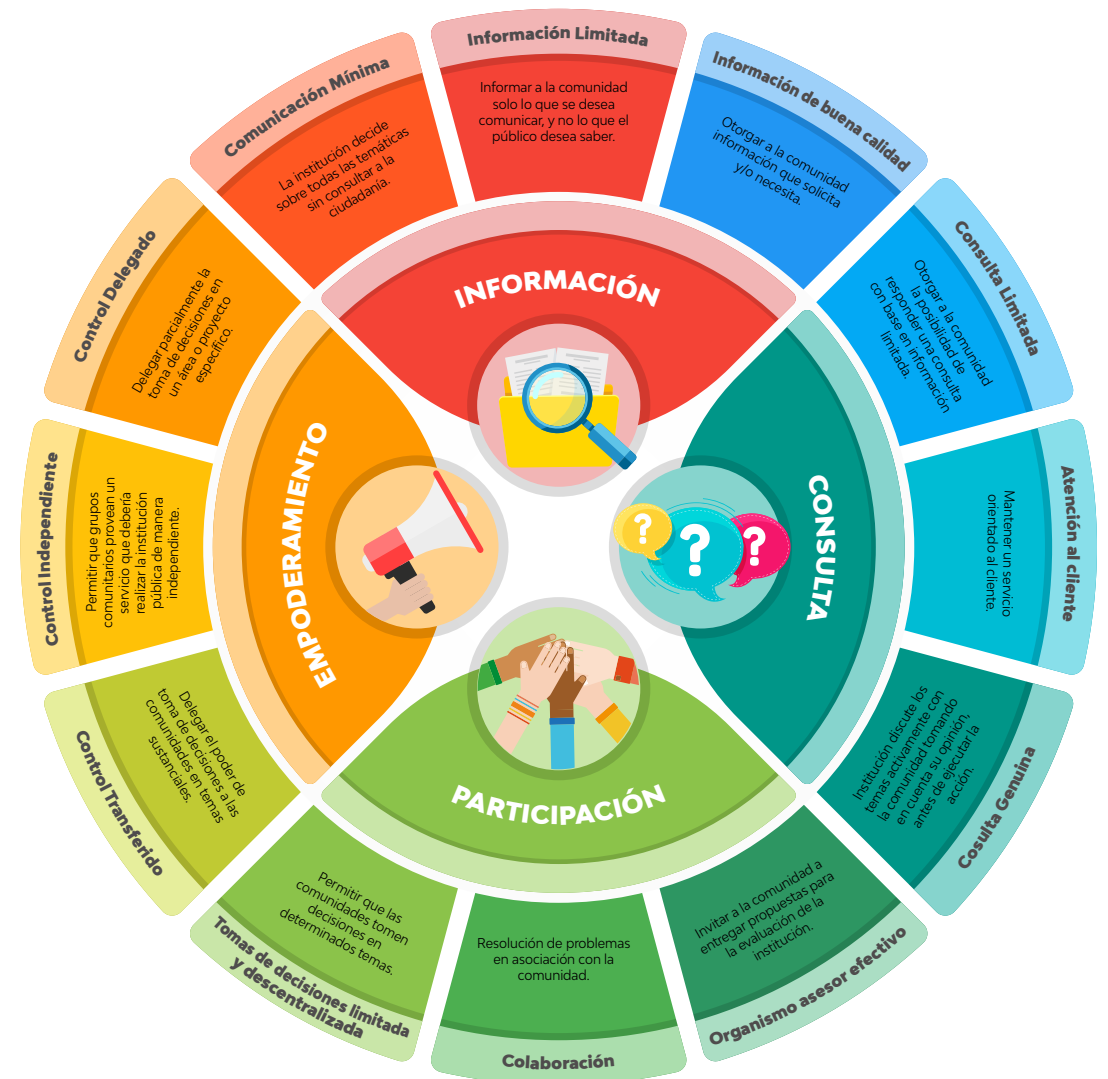 Información Limitada
Informar a la comunidad
solo lo que se desea
comunicar, y no lo que el
público desea saber.
Información de buena calidad
Otorgar a la comunidad
información que solicita
y/o necesita.
Consulta Limitada
Otorgar a la comunidad
la posibilidad de
responder una consulta
con base en información
limitada.
Atención al cliente
Mantener un servicio
orientado al cliente.
Cosulta Genuina
Institución discute los
temas activamente con
la comunidad tomando
en cuenta su opinión,
antes de ejecutar la
acción.
Organismo asesor efectivo
Invitar a la comunidad a
entregar propuestas para
la evaluación de la
institución.
Colaboración
Resolución de problemas
en asociación con la
comunidad.
Tomas de decisiones limitada
y descentralizada
Permitir que las
comunidades tomen
decisiones en
determinados temas.
Control Transferido
Delegar el poder de
toma de decisiones a las
comunidades en temas
sustanciales.
Control Independiente
Permitir que grupos
comunitarios provean un
servicio que debería
realizar la institución
pública de manera
independiente.
Control Delegado
Delegar parcialmente la
toma de decisiones en
un área o proyecto
específico.
Comunicación Mínima
La institución decide
sobre todas las temáticas
sin consultar a la
ciudadanía.
INFORMACIÓN
CONSULTA
? ? ?
PARTICIPACIÓN
EMPODERAMIENTO